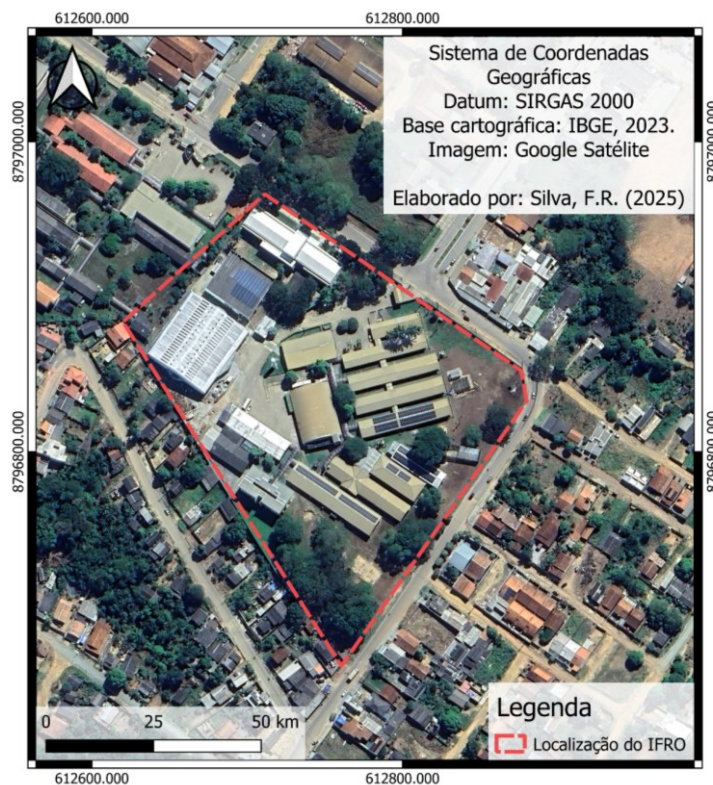 612600.000
612800.000
Sistema de Coordenadas
Geográficas
Datum: SIRGAS 2000
Base cartográfica: IBGE, 2023.
Imagem: Google Satélite
Elaborado por: Silva, F.R. (2025)
8797000.000
8797000.000
8796800.000
8796800.000
0 25 50 km
Legenda
Localização do IFRO
612600.000
612800.000